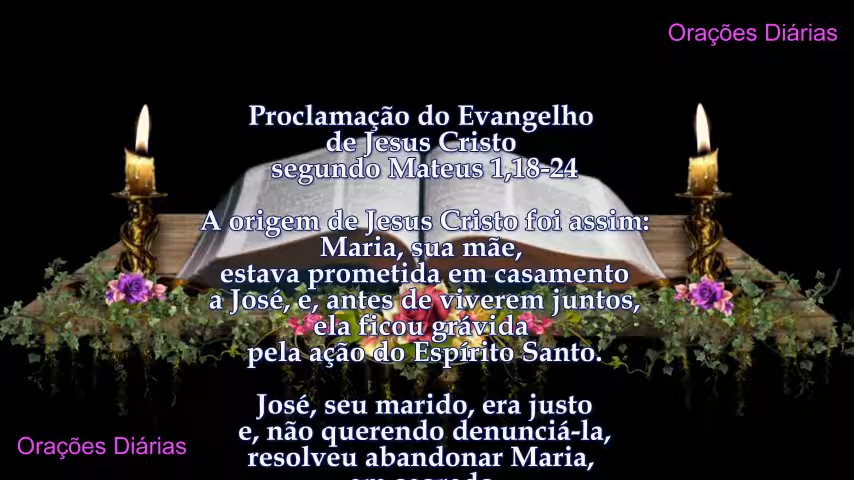 Orações Diárias
Proclamação do Evangelho
de Jesus Cristo
segundo Mateus 1,18-24
A origem de Jesus Cristo foi assim:
Maria, sua mãe,
estava prometida em casamento
a José, e, antes de viverem juntos,
ela ficou grávida
pela ação do Espírito Santo.
José, seu marido, era justo
e, não querendo denunciá-la,
resolveu abandonar Maria,
Orações Diárias